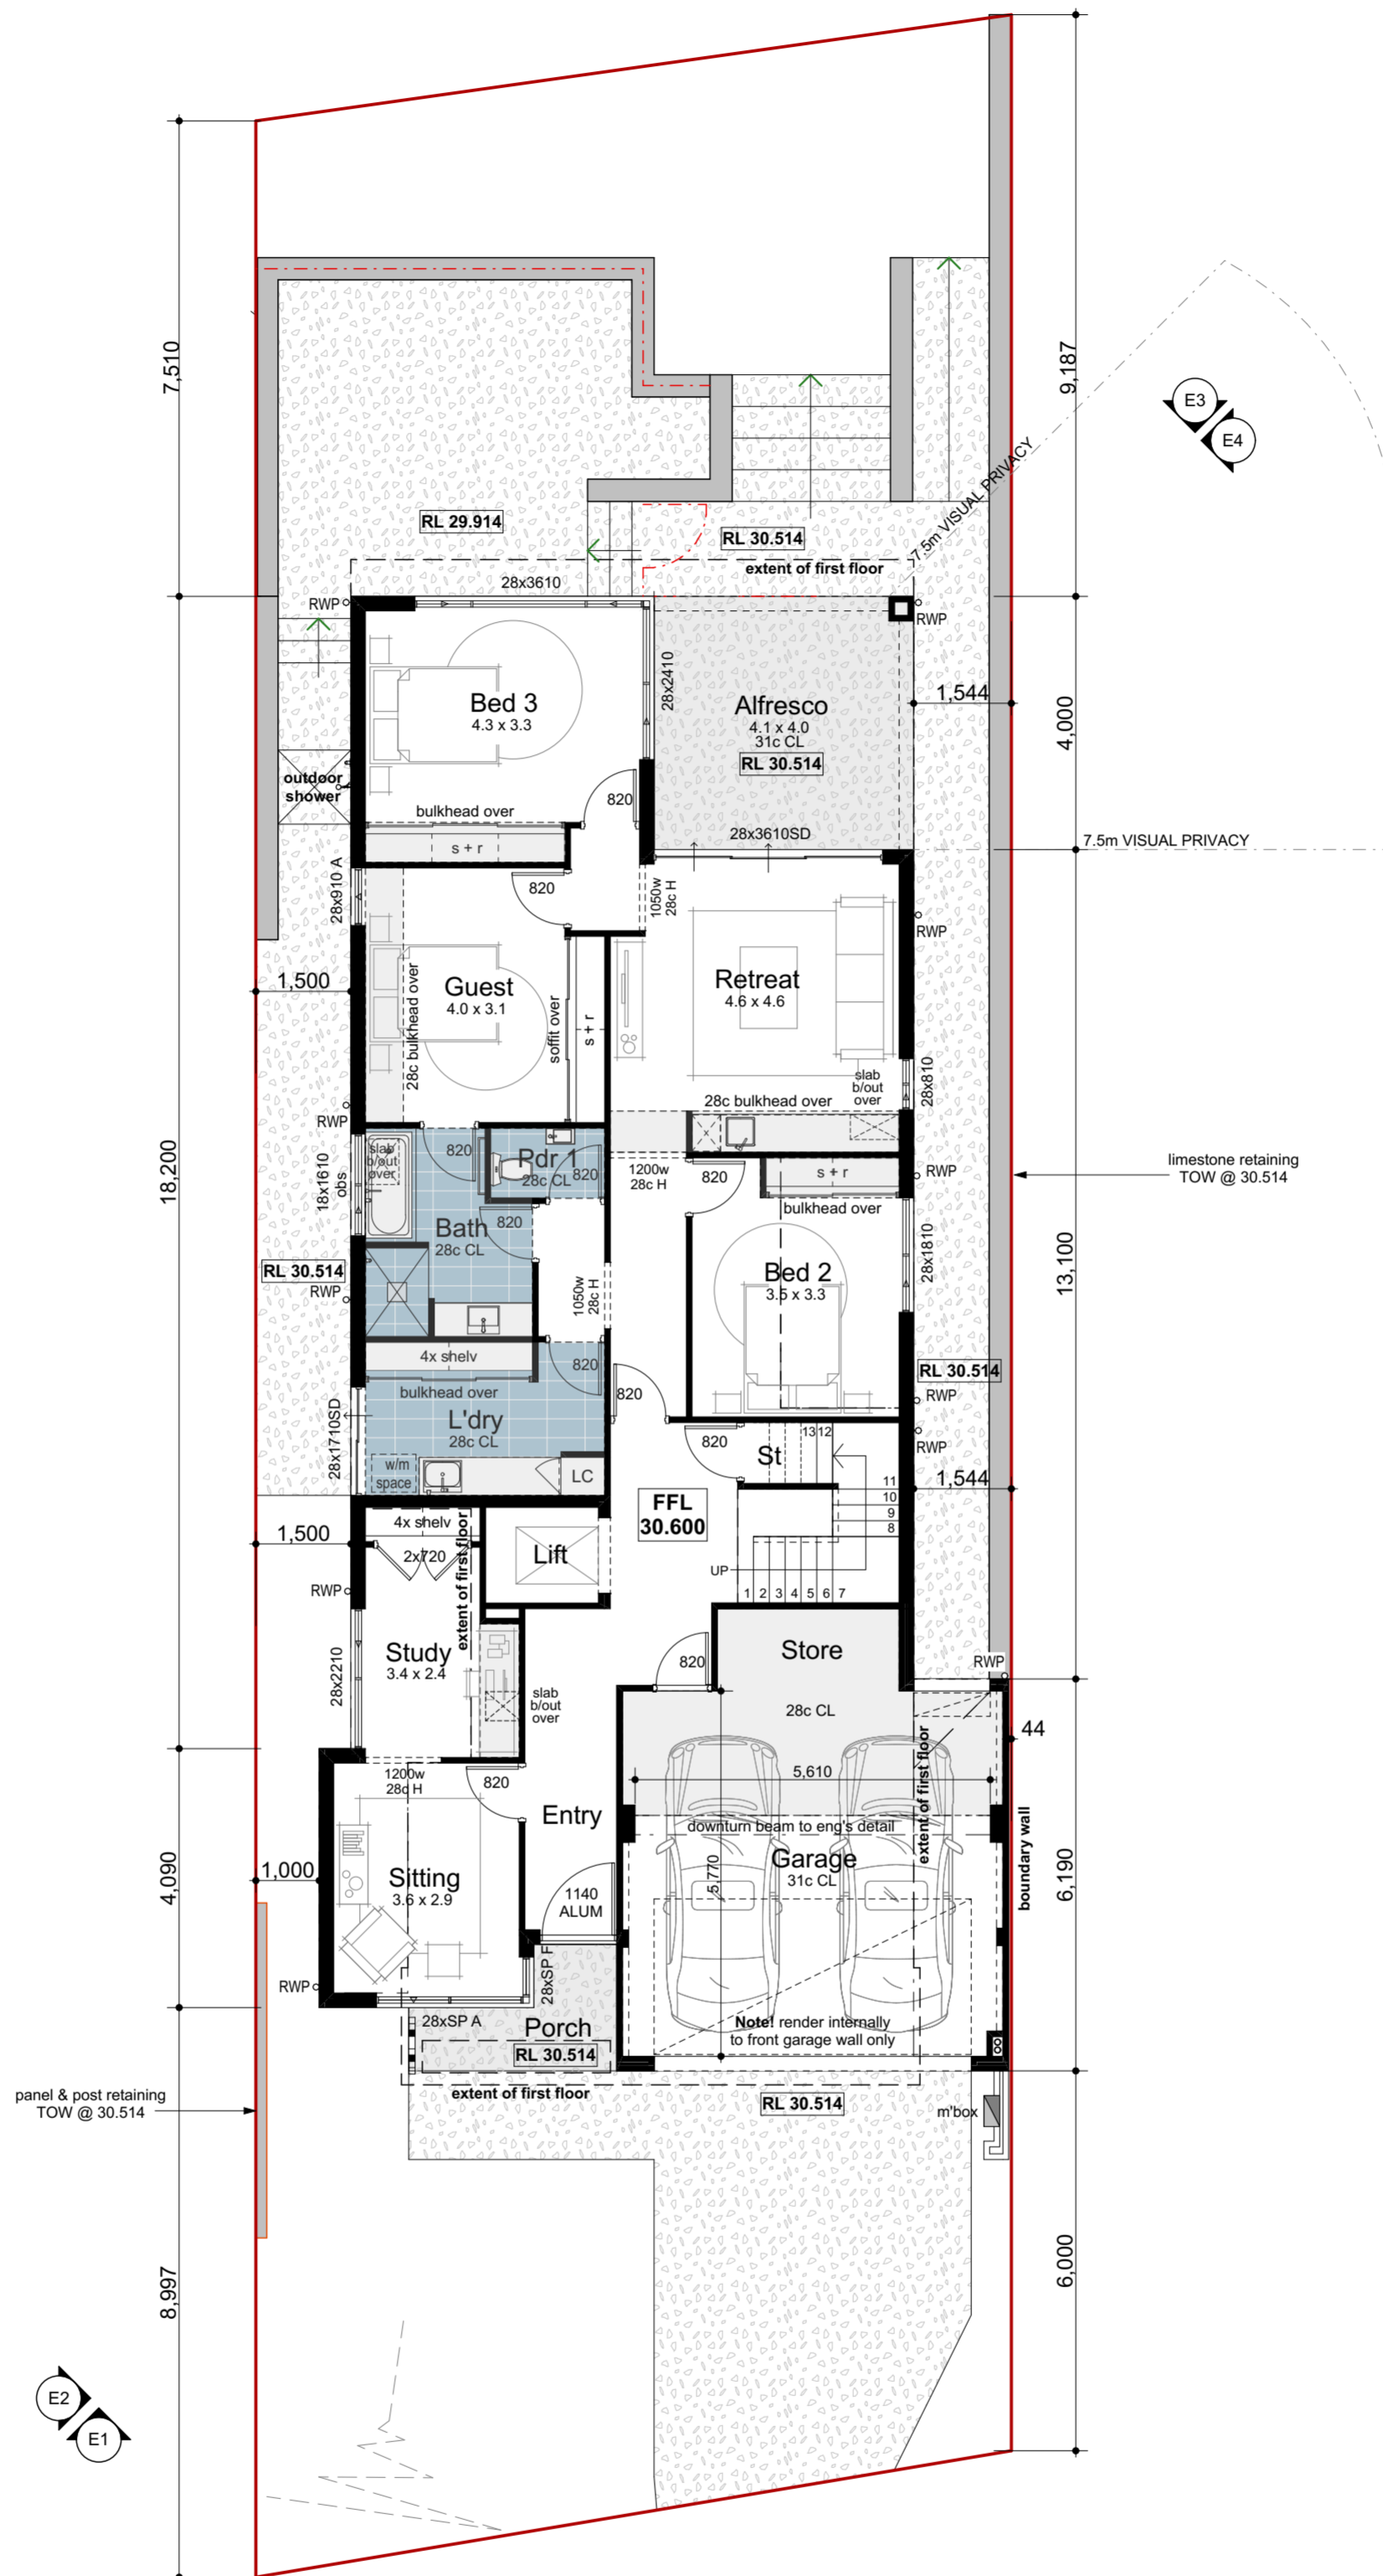 7,510
9,187
E3
E4
7.5m VISUAL PRIVACY
RL 29.914
RL 30.514
extent of first floor
28x3610
RWP
RWP
Bed 3
4.3 x 3.3
28x2410
Alfresco
4.1 x 4.0
31c CL
RL 30.514
1,544
4,000
outdoor
shower
bulkhead over
820
s + r
28x3610SD
7.5m VISUAL PRIVACY
28x910 A
820
1050w
28c H
RWP
1,500
Guest
4.0 x 3.1
28c bulkhead over
soffit over
s + r
Retreat
4.6 x 4.6
slab
b/out
over
28x810
28c bulkhead over
RWP
18,200
18x1610
obs
slab
b/out
over
820
Pdr 1
28c CL
820
1200w
28c H
820
s + r
bulkhead over
RWP
limestone retaining
TOW @ 30.514
Bath
28c CL
820
28x1810
13,100
RL 30.514
RWP
1050w
28c H
Bed 2
3.5 x 3.3
4x shelv
820
bulkhead over
820
RL 30.514
RWP
28x1710SD
L'dry
28c CL
w/m
space
LC
820
St
13
12
11
10
9
8
RWP
1,544
FFL
30.600
1,500
4x shelv
2x720
extent of first floor
Lift
UP
1
2
3
4
5
6
7
RWP
Study
3.4 x 2.4
28x2210
slab
b/out
over
820
Store
RWP
28c CL
44
extent of first floor
5,610
1200w
28c H
820
Entry
downturn beam to eng's detail
boundary wall
Garage
31c CL
5,770
4,090
1,000
Sitting
3.6 x 2.9
1140
ALUM
6,190
RWP
28xSP F
28xSP A
Porch
RL 30.514
Note! render internally
to front garage wall only
extent of first floor
panel & post retaining
TOW @ 30.514
RL 30.514
m'box
8,997
6,000
E2
E1